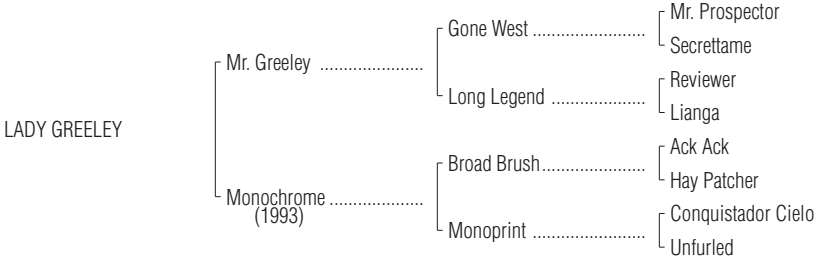 Mr. Prospector
Gone West ........................
Secrettame
Mr. Greeley ......................
Reviewer
Long Legend ....................
Lianga
LADY GREELEY
Ack Ack
Broad Brush......................
Hay Patcher
Monochrome ....................
(1993)
Conquistador Cielo
Monoprint ........................
Unfurled